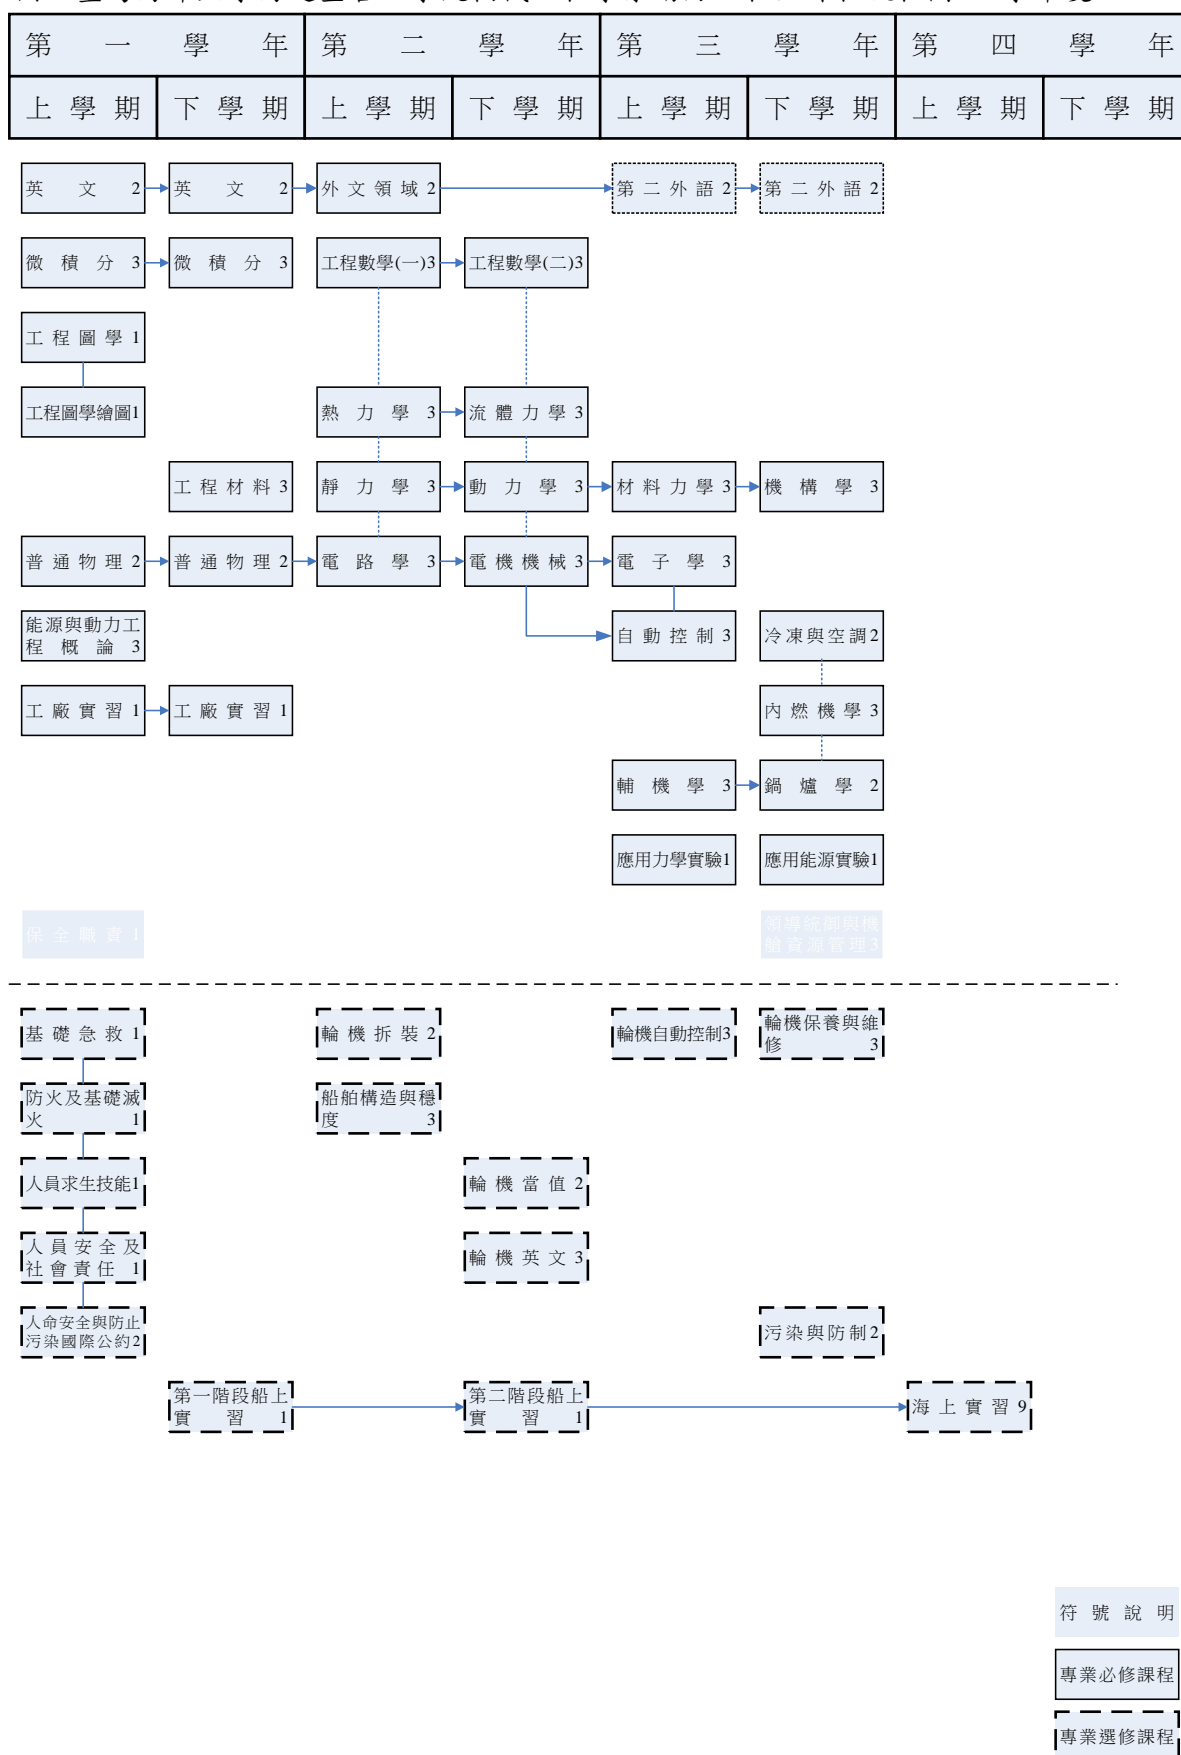 第一學年 第二學年 第三學年 第四學年
上學期 下學期 上學期 下學期 上學期 下學期 上學期 下學期
英文2 英文2 外文領域2 第二外語2 第二外語2
微積分3 微積分3 工程數學(一)3 工程數學(二)3
工程圖學1
工程圖學繪圖1 熱力學3 流體力學3
工程材料3 靜力學3 動力學3 材料力學3 機構學3
普通物理2 普通物理2 電路學3 電機機械3 電子學3
能源與動力工
程概論3
自動控制3 冷凍與空調2
工廠實習1 工廠實習1 內燃機學3
輔機學3 鍋爐學2
應用力學實驗1 應用能源實驗1
保全職責1
領導統御與機
艙資源管理3
基礎急救1 輪機拆裝2 輪機自動控制3
輪機保養與維
修3
防火及基礎滅
火1
船舶構造與穩
度3
人員求生技能1 輪機當值2
人員安全及
社會責任1
輪機英文3
人命安全與防止
污染國際公約2
污染與防制2
第一階段船上
實習1
第二階段船上
實習1
海上實習9
符號說明
專業必修課程
專業選修課程